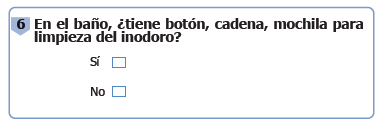 6 En el baño, ¿tiene botón, cadena, mochila para
limpieza del inodoro?
Sí
No